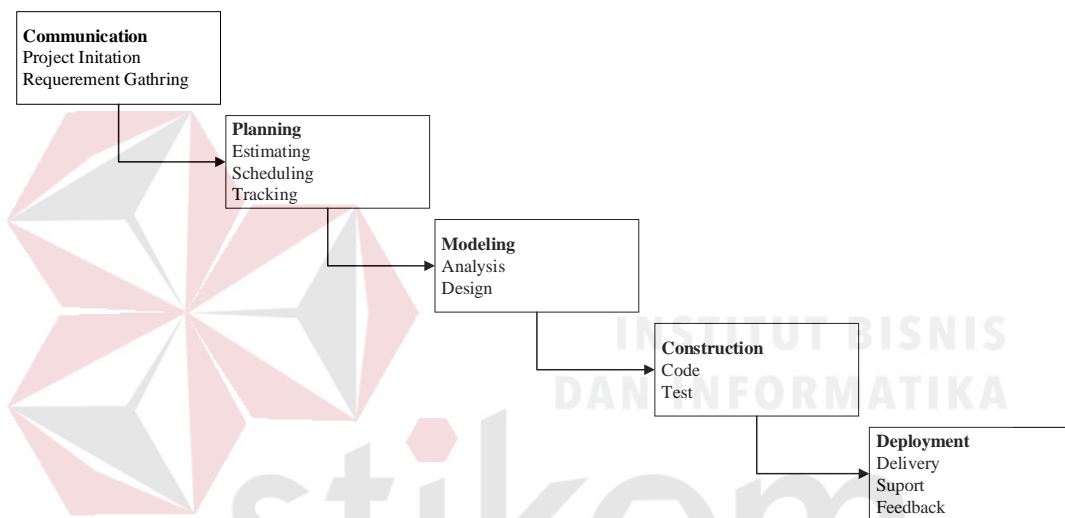 Communication
Project Initation
Requerement Gathring
Planning
Estimating
Scheduling
Tracking
Modeling
Analysis
Design
INSTITUT BISNIS
DAN INFORMATIKA
Construction
Code
Test
Deployment
Delivery
Suport
Feedback
stikom